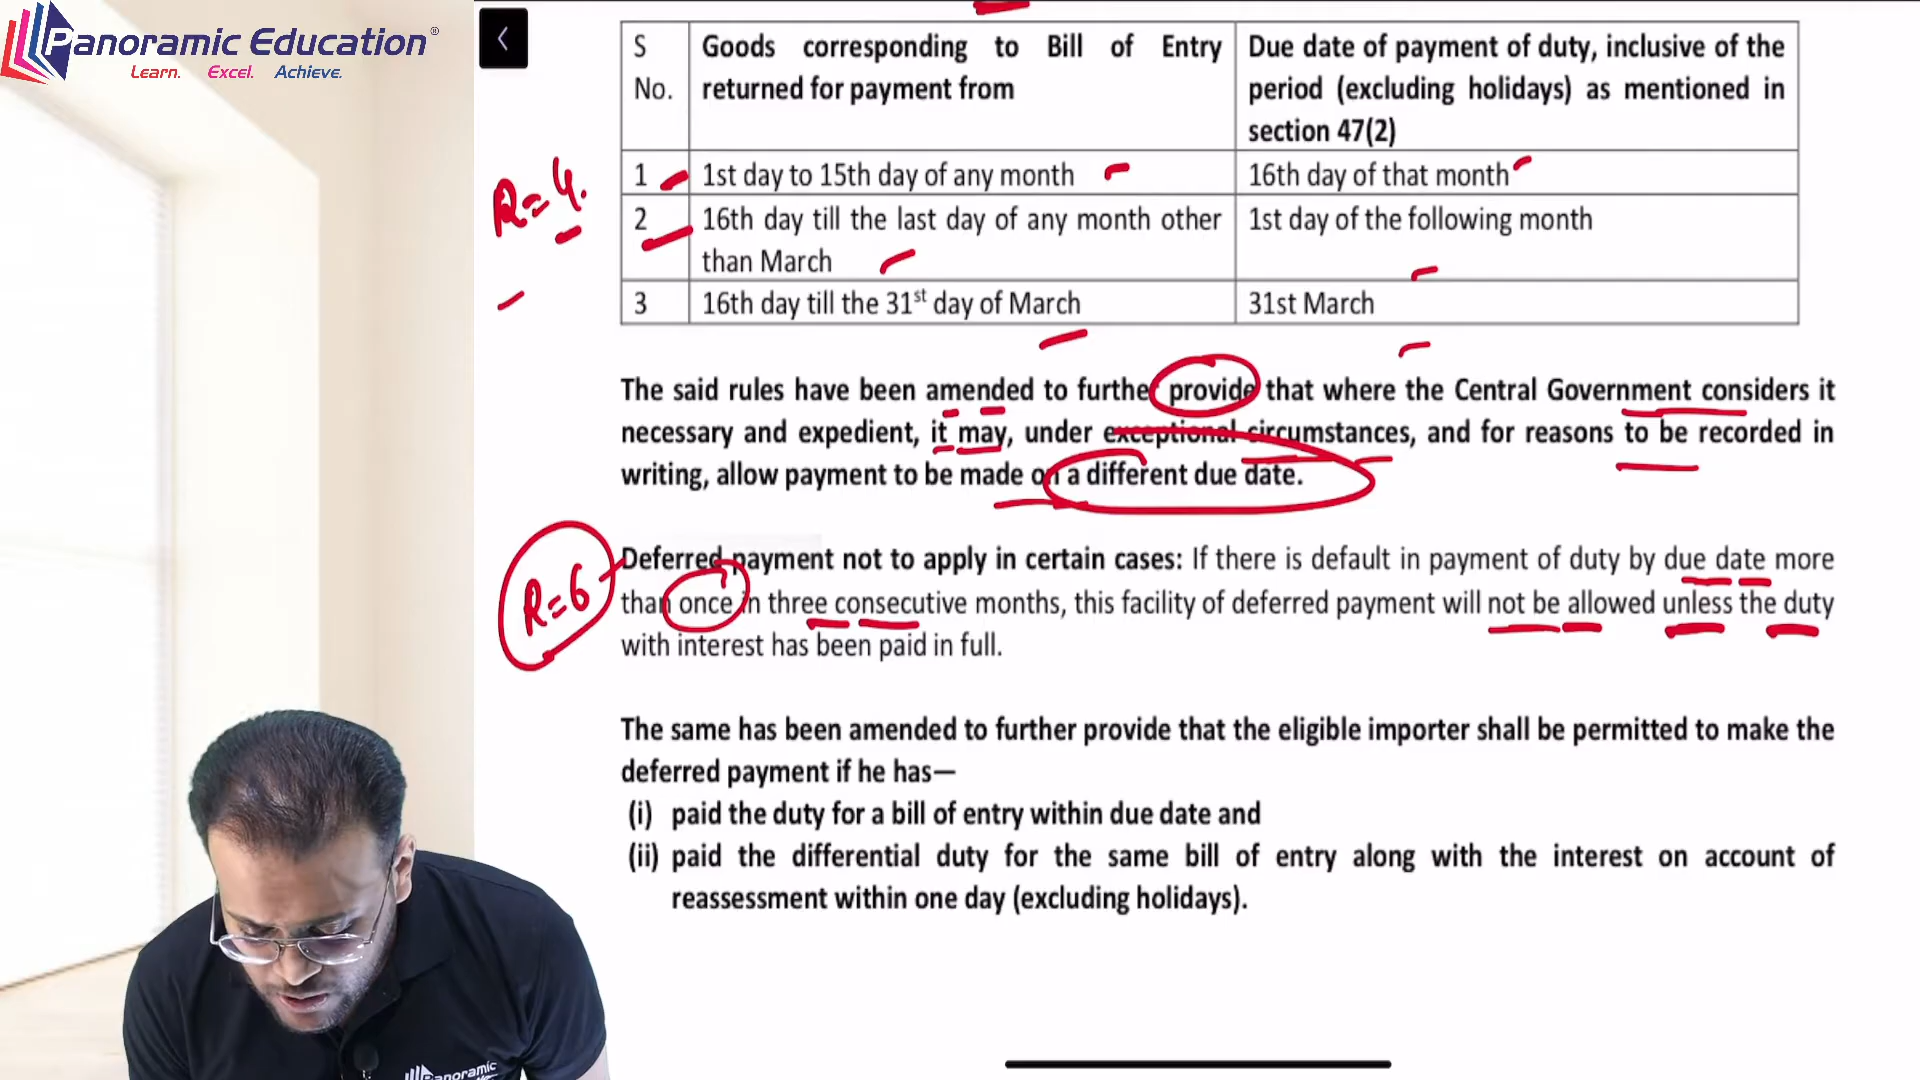 Panoramic Education®
Learn. Excel. Achieve.
S No.
Goods corresponding to Bill of Entry
returned for payment from
Due date of payment of duty, inclusive of the
period (excluding holidays) as mentioned in
section 47(2)
1
1st day to 15th day of any month
16th day of that month
2
16th day till the last day of any month other
than March
1st day of the following month
3
16th day till the 31st day of March
31st March
R=4.
The said rules have been amended to further provide that where the Central Government considers it
necessary and expedient, it may, under exceptional circumstances, and for reasons to be recorded in
writing, allow payment to be made on a different due date.
R=6
Deferred payment not to apply in certain cases: If there is default in payment of duty by due date more
than once in three consecutive months, this facility of deferred payment will not be allowed unless the duty
with interest has been paid in full.
The same has been amended to further provide that the eligible importer shall be permitted to make the
deferred payment if he has—
(i) paid the duty for a bill of entry within due date and
(ii) paid the differential duty for the same bill of entry along with the interest on account of
reassessment within one day (excluding holidays).
Panoramic